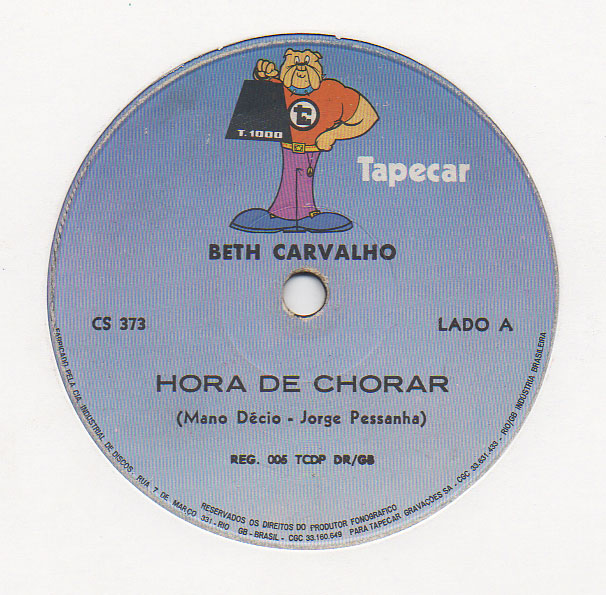 T.1000
Tapecar
BETH CARVALHO
CS 373
LADO A
HORA DE CHORAR
(Mano Décio - Jorge Pessanha)
REG. 005 TCDP DR/GB
FABRICADO PELA CIA. INDUSTRIAL DE DISCOS. RUA 7 DE MARÇO 331 - RIO GB - BRASIL - CGC 33.160.649 PARA TAPECAR GRAVAÇÕES SA - CGC 33.631.433 - RIO/GB INDÚSTRIA BRASILEIRA
RESERVADOS OS DIREITOS DO PRODUTOR FONOGRÁFICO